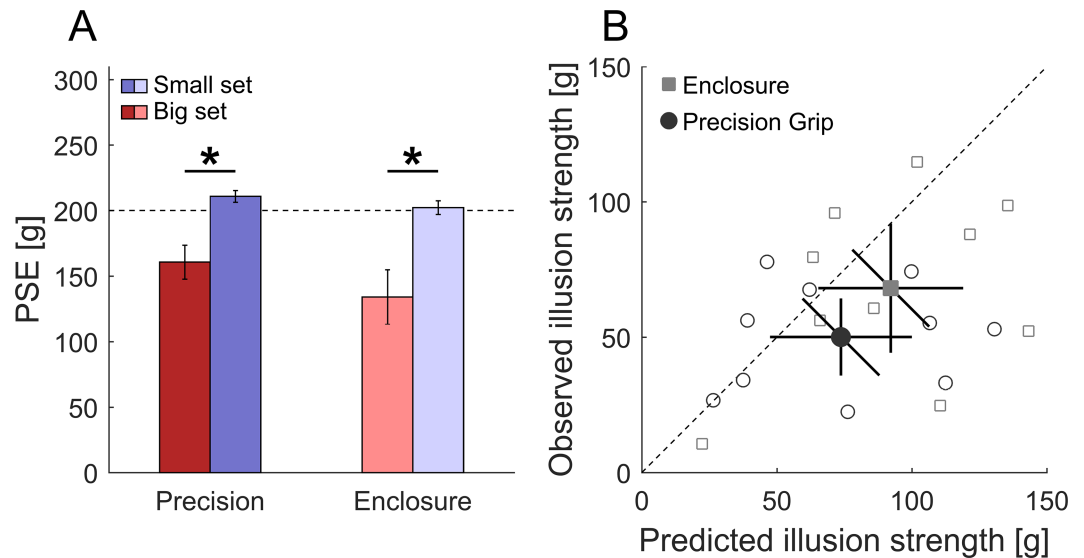 A
PSE [g]
300
250
200
150
100
50
0
Small set
Big set
*
*
Precision
Enclosure
B
Observed illusion strength [g]
150
100
50
0
Enclosure
Precision Grip
0
50
100
150
Predicted illusion strength [g]